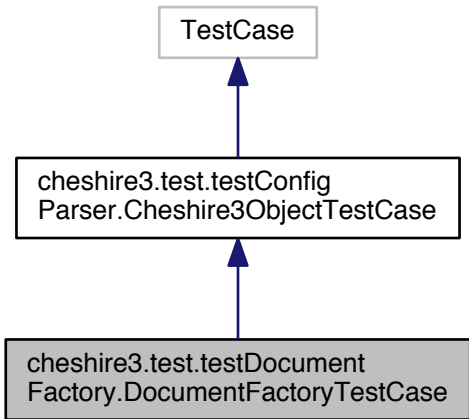 TestCase
cheshire3.test.testConfig
Parser.Cheshire3ObjectTestCase
cheshire3.test.testDocument
Factory.DocumentFactoryTestCase